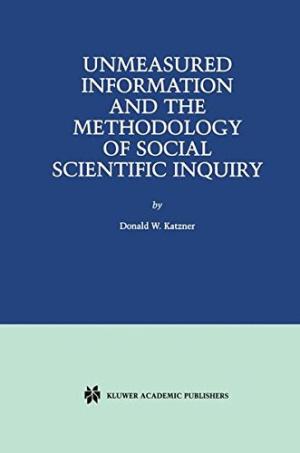 UNMEASURED
INFORMATION
AND THE
METHODOLOGY
OF SOCIAL
SCIENTIFIC INQUIRY
by
Donald W. Katzner
KLUWER ACADEMIC PUBLISHERS